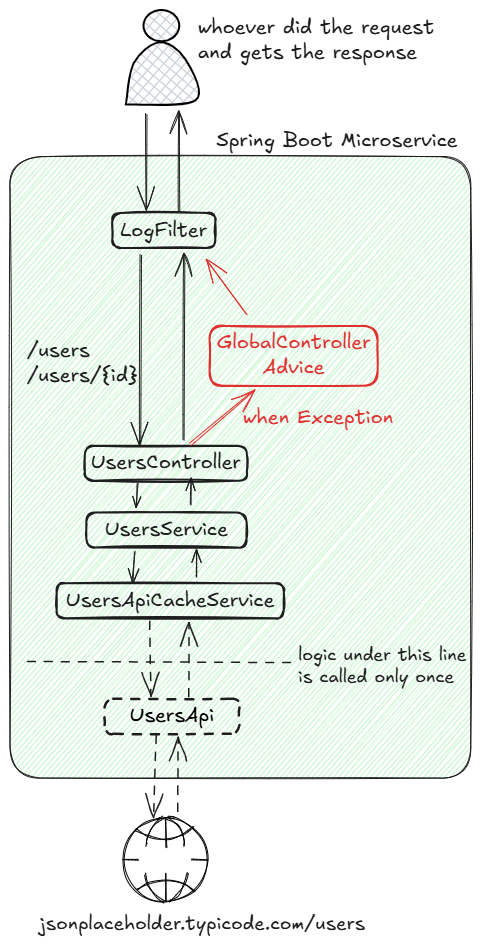 whoever did the request
and gets the response
Spring Boot Microservice
LogFilter
/users
/users/{id}
GlobalController
Advice
when Exception
UsersController
UsersService
UsersApiCacheService
logic under this line
is called only once
UsersApi
jsonplaceholder.typicode.com/users